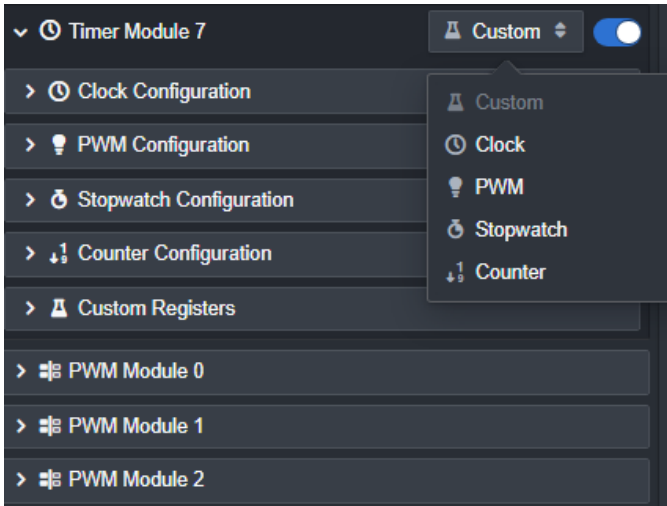 Timer Module 7
Custom
Clock Configuration
Custom
PWM Configuration
Clock
PWM
Stopwatch Configuration
Stopwatch
Counter Configuration
Counter
Custom Registers
PWM Module 0
PWM Module 1
PWM Module 2